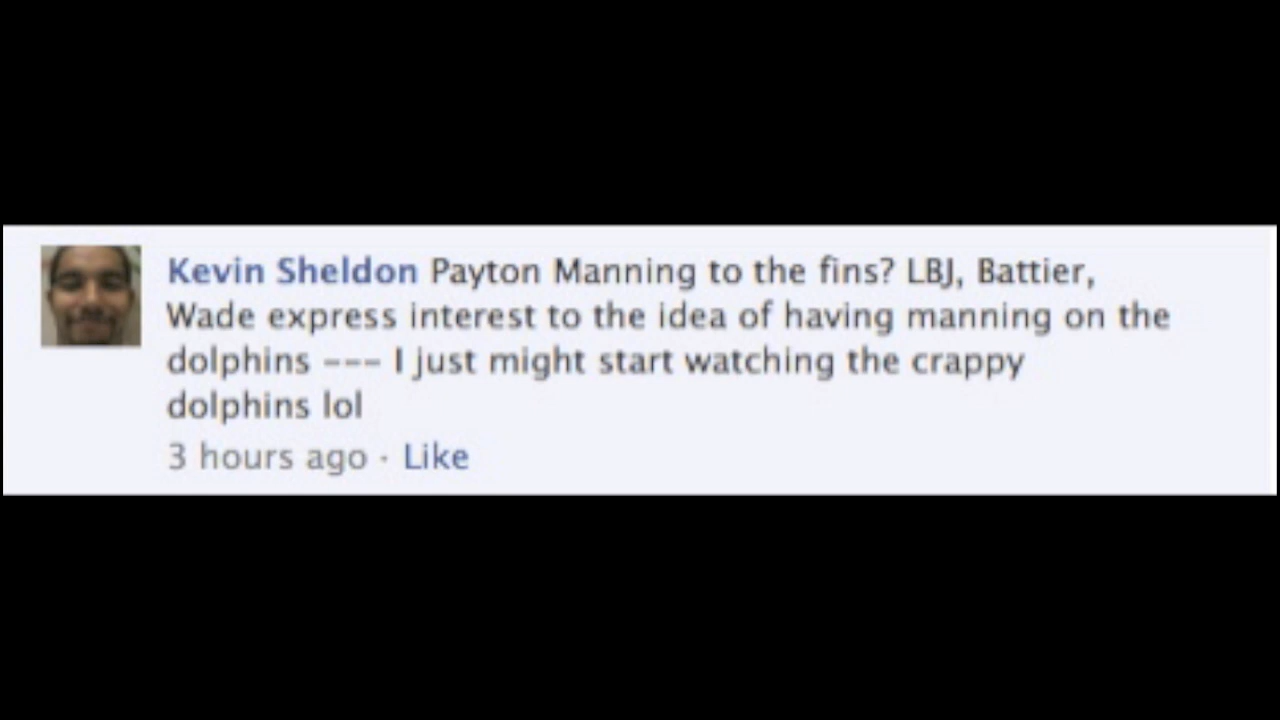 Kevin Sheldon Payton Manning to the fins? LBJ, Battier,
Wade express interest to the idea of having manning on the
dolphins --- I just might start watching the crappy
dolphins lol
3 hours ago · Like